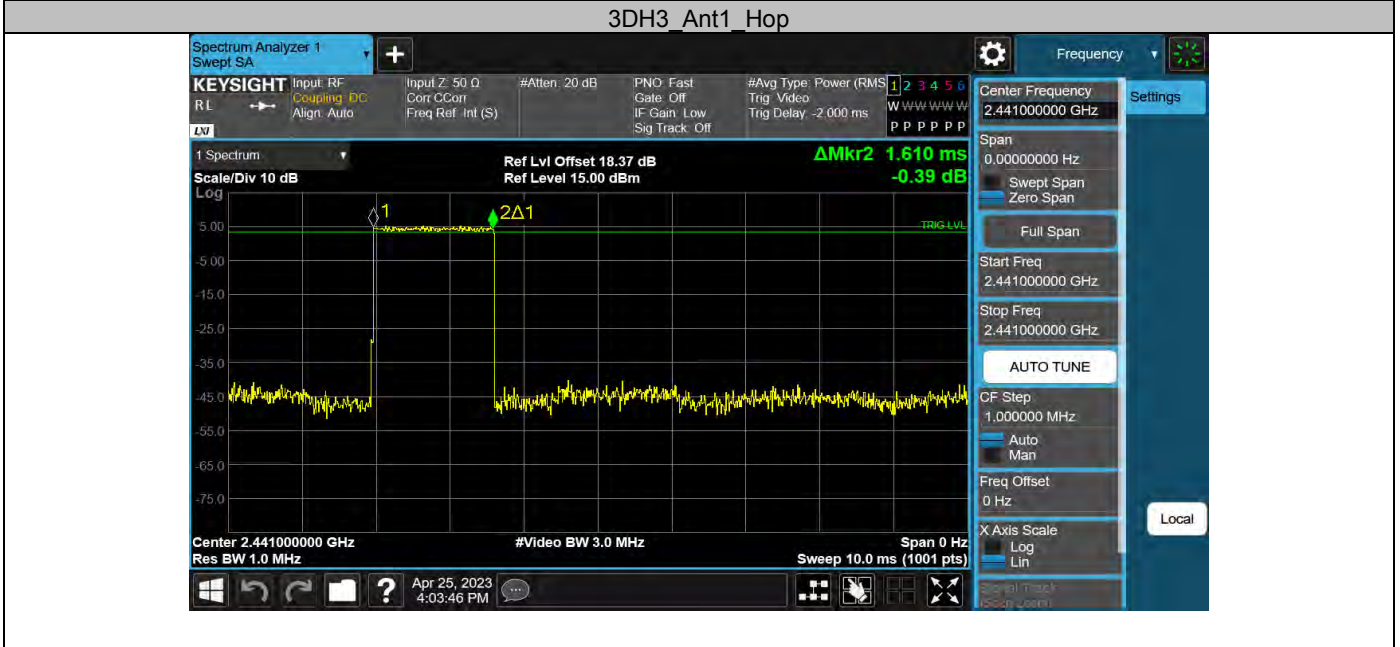 3DH3_Ant1_Hop
Spectrum Analyzer 1
Swept SA
Frequency
KEYSIGHT
RL
LXI
Input: RF
Coupling: DC
Align: Auto
Input Z: 50 Ω
Corr CCorr
Freq Ref: Int (S)
#Atten: 20 dB
PNO: Fast
Gate: Off
IF Gain: Low
Sig Track: Off
#Avg Type: Power (RMS
Trig: Video
Trig Delay: -2.000 ms
1 2 3 4 5 6
W W W W W W
P P P P P P
1 Spectrum
Scale/Div 10 dB
Log
Ref Lvl Offset 18.37 dB
Ref Level 15.00 dBm
ΔMkr2 1.610 ms
-0.39 dB
1
2Δ1
TRIG LVL
5.00
-5.00
-15.0
-25.0
-35.0
-45.0
-55.0
-65.0
-75.0
Center 2.441000000 GHz
Res BW 1.0 MHz
#Video BW 3.0 MHz
Span 0 Hz
Sweep 10.0 ms (1001 pts)
Apr 25, 2023
4:03:46 PM
Center Frequency
2.441000000 GHz
Span
0.00000000 Hz
Swept Span
Zero Span
Full Span
Start Freq
2.441000000 GHz
Stop Freq
2.441000000 GHz
AUTO TUNE
CF Step
1.000000 MHz
Auto
Man
Freq Offset
0 Hz
X Axis Scale
Log
Lin
Signal Track
(Span Zoom)
Settings
Local